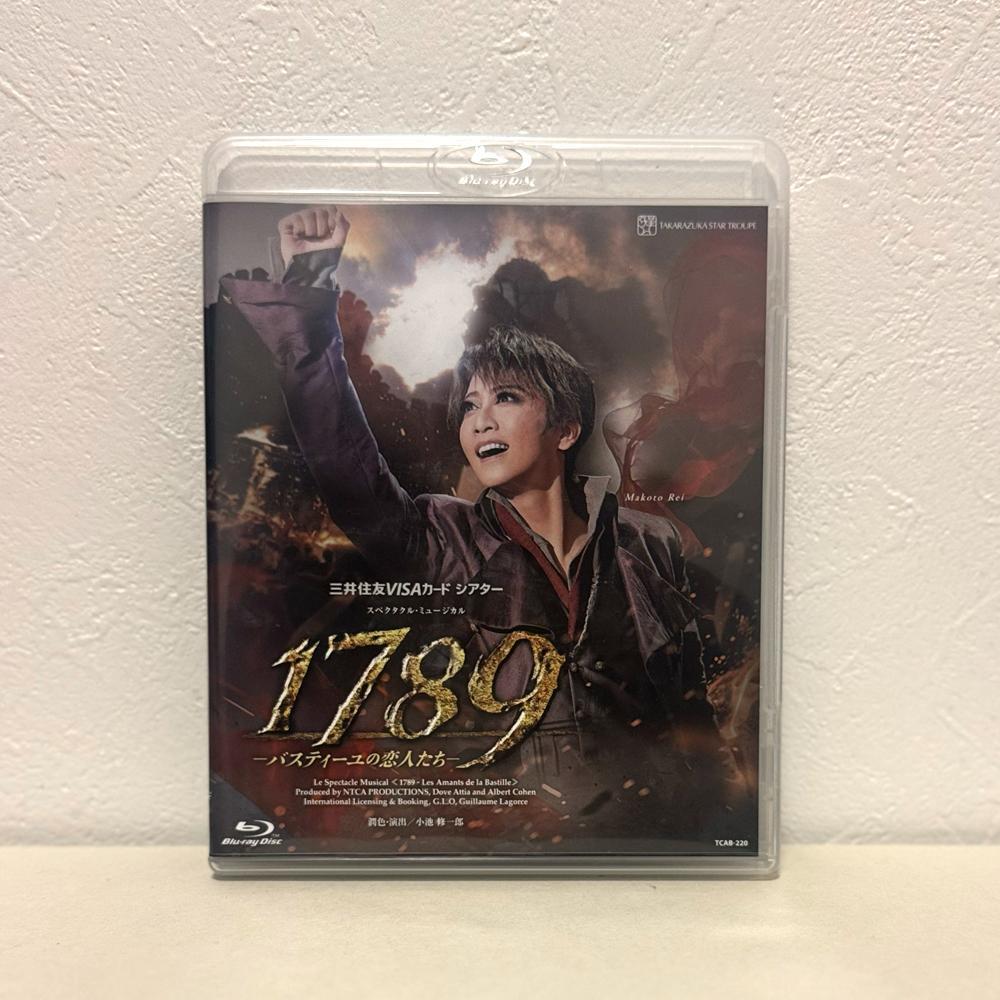 Blu-ray Disc
TAKARAZUKA STAR TROUPE
Makoto Rei
三井住友VISAカード シアター
スペクタクル・ミュージカル
1789
―バスティーユの恋人たち―
Le Spectacle Musical ≪1789 - Les Amants de la Bastille≫
Produced by NTCA PRODUCTIONS, Dove Attia and Albert Cohen
International Licensing & Booking, G.L.O, Guillaume Lagorce
潤色・演出／小池 修一郎
Blu-ray Disc™
TCAB-220